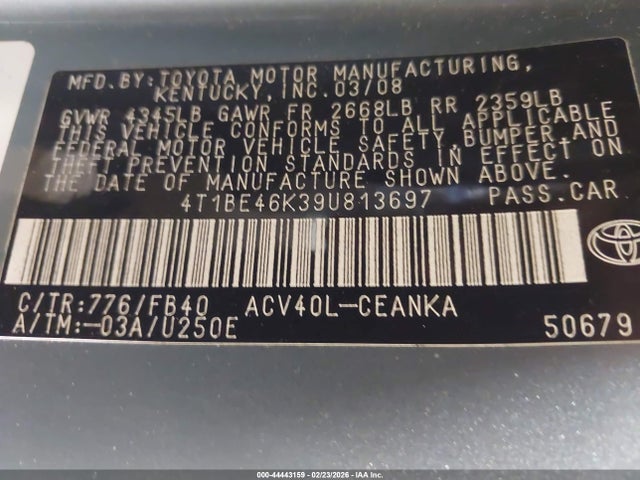 MFD.BY:TOYOTA MOTOR MANUFACTURING,
KENTUCKY, INC.03/08
GVWR 4345LB GAWR FR 2668LB RR 2359LB
THIS VEHICLE CONFORMS TO ALL APPLICABLE
FEDERAL MOTOR VEHICLE SAFETY,BUMPER,AND
THEFT PREVENTION STANDARDS IN EFFECT ON
THE DATE OF MANUFACTURE SHOWN ABOVE.
4T1BE46K39U813697 PASS.CAR
C/TR:776/FB40 ACV40L-CEANKA
A/TM:-03A/U250E 50679
000-44443159 - 02/23/2026 - IAA Inc.